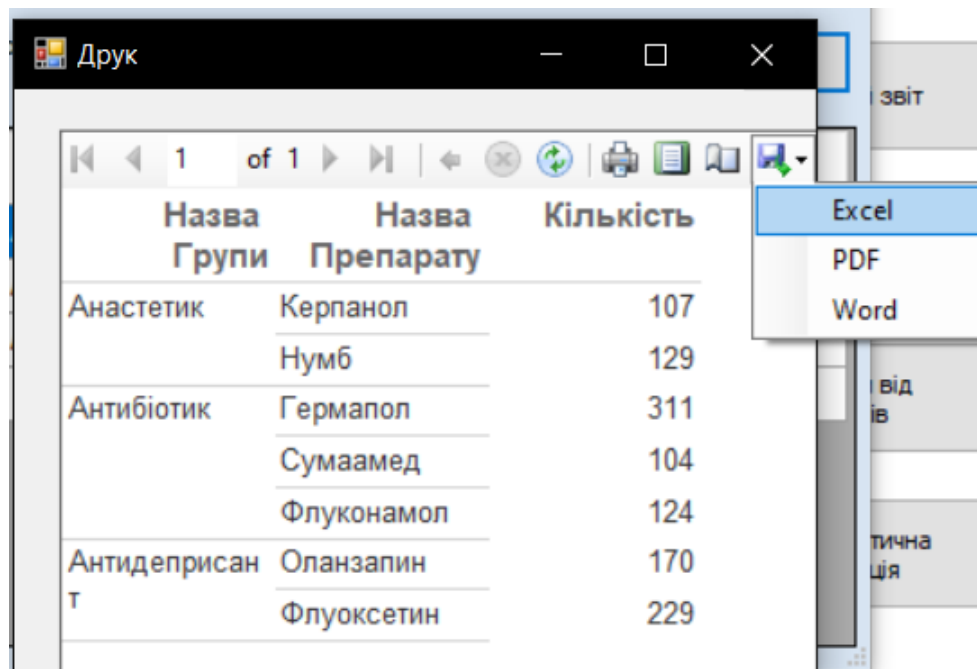 Друк
звіт
1 of 1
Назва Групи Назва Препарату Кількість
Excel
PDF
Word
Анастетик Керпанол 107
Нумб 129
Антибіотик Гермапол 311
від
ів
Сумаамед 104
Флуконамол 124
Антидеприсант Оланзапин 170
тична
ція
Флуоксетин 229